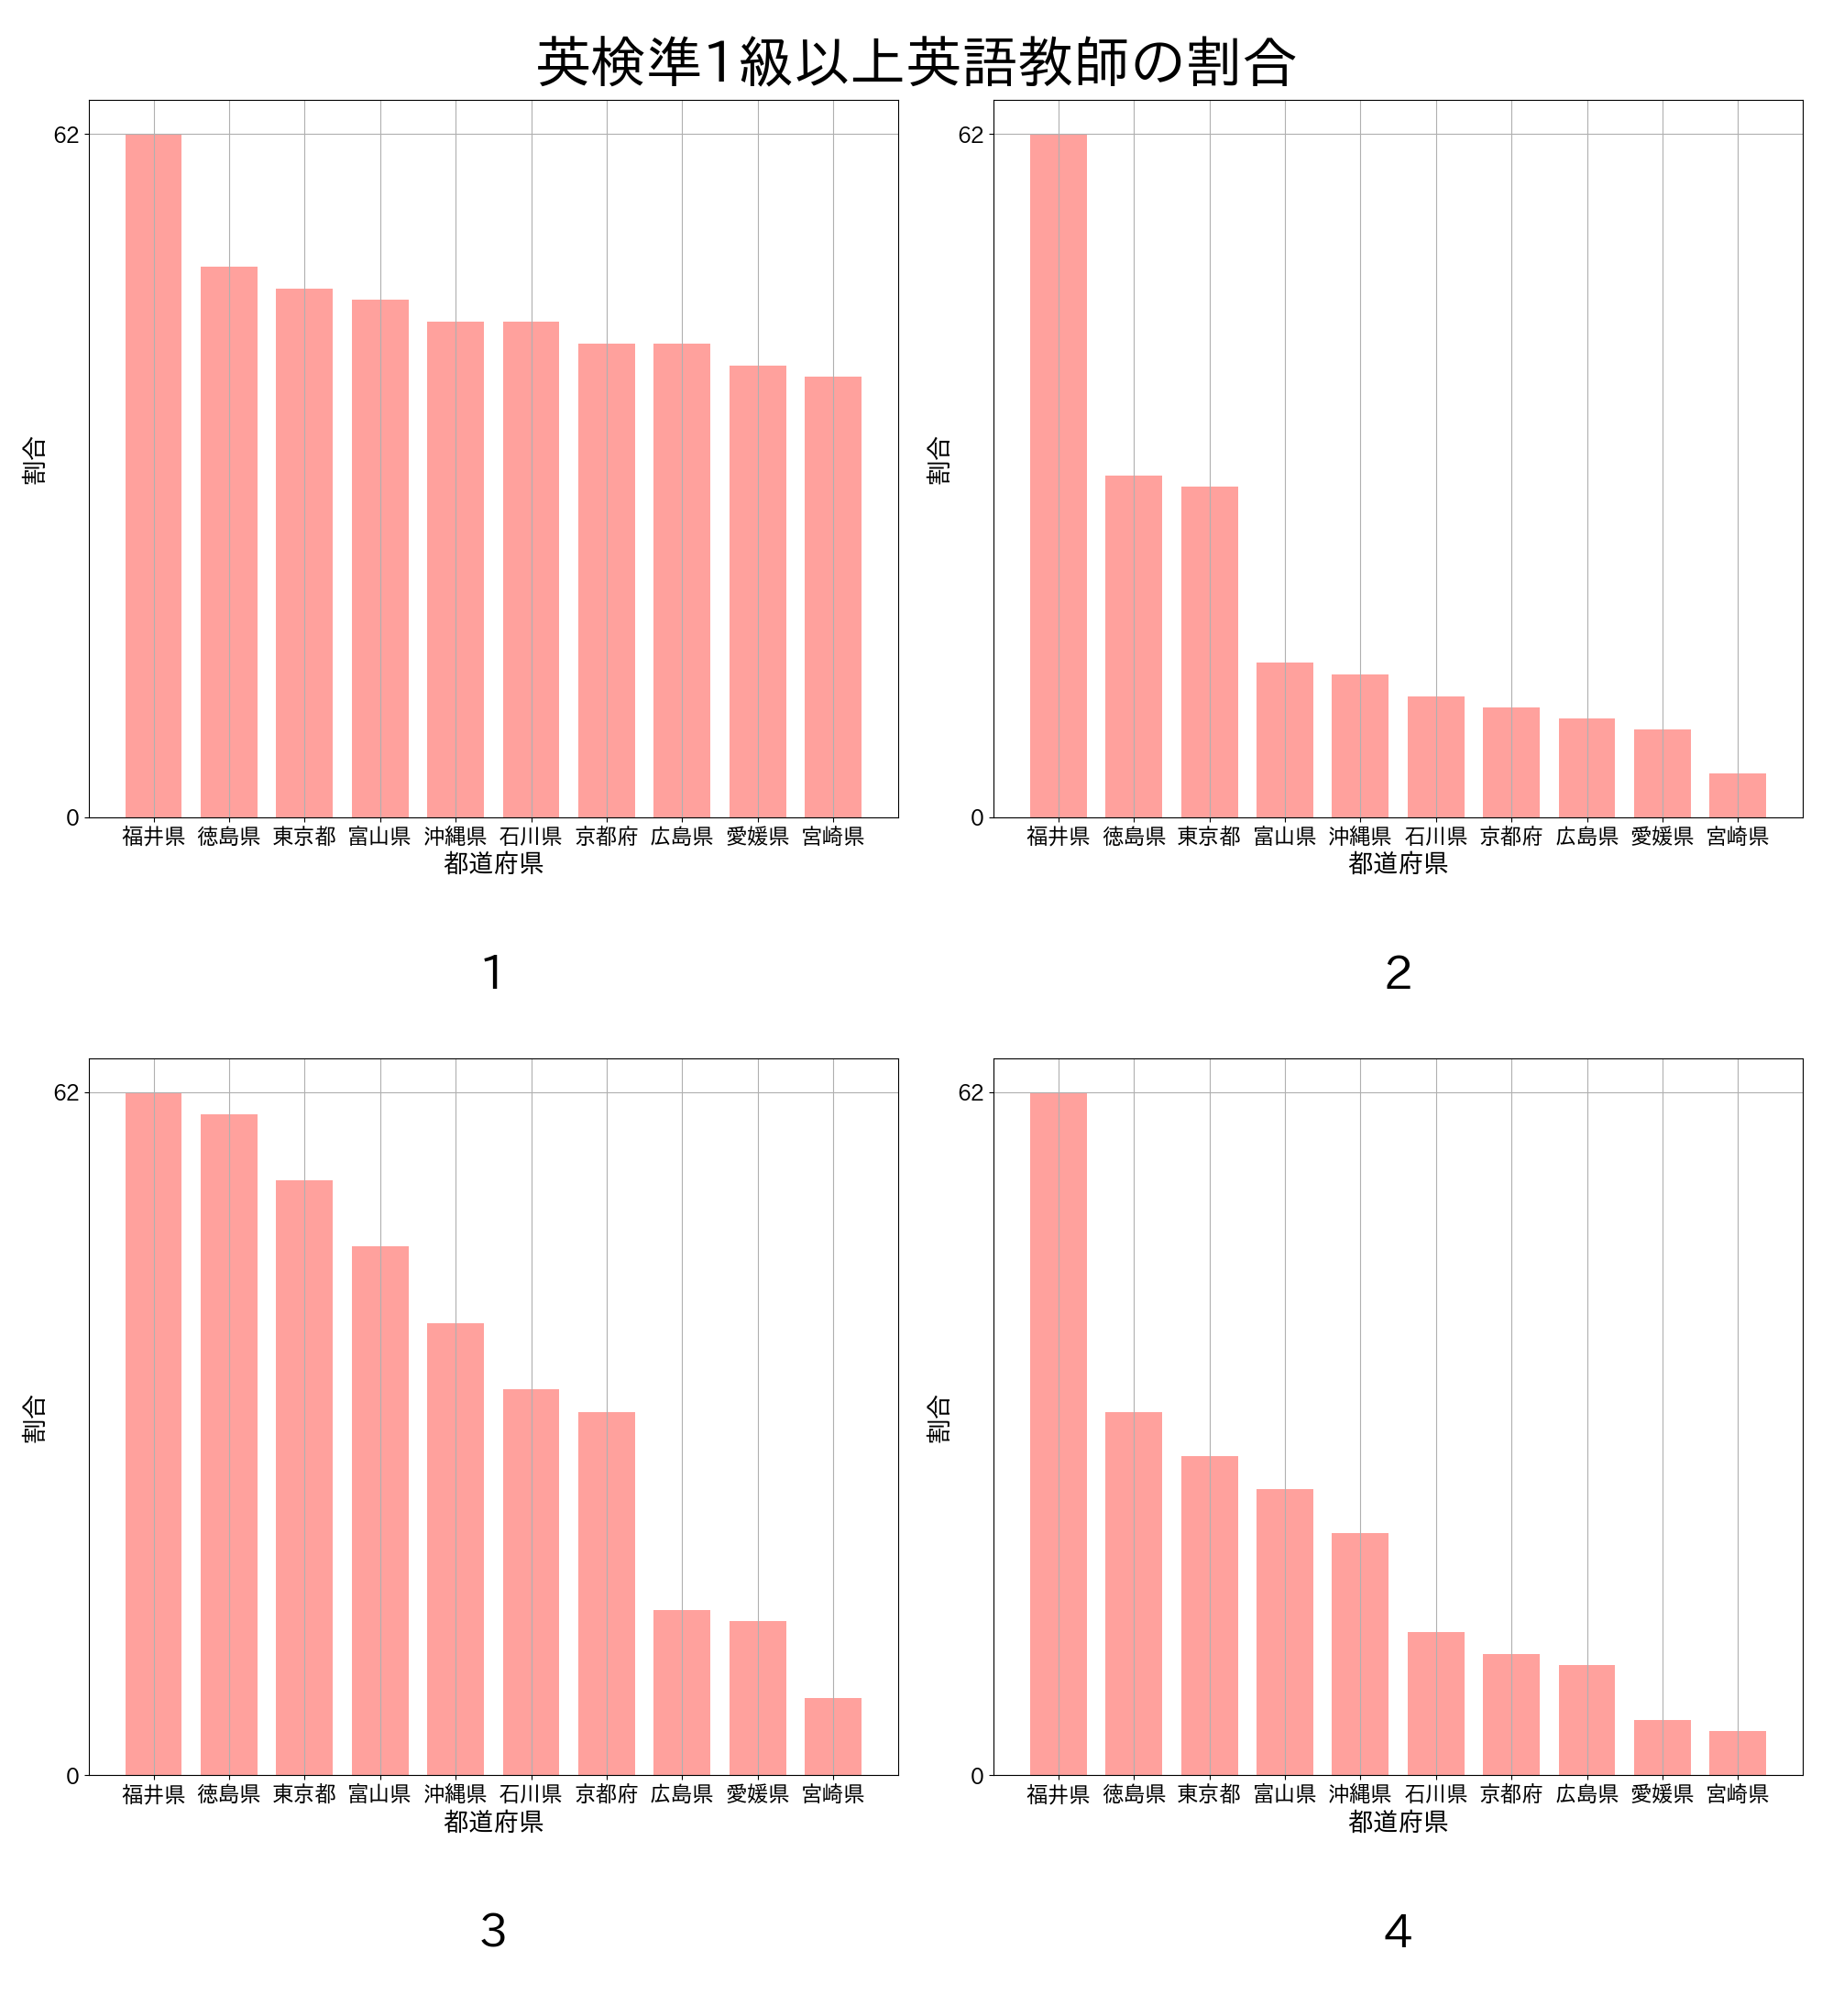 英検準1級以上英語教師の割合
62
0
割合
福井県 徳島県 東京都 富山県 沖縄県 石川県 京都府 広島県 愛媛県 宮崎県
都道府県
1
62
0
割合
福井県 徳島県 東京都 富山県 沖縄県 石川県 京都府 広島県 愛媛県 宮崎県
都道府県
2
62
0
割合
福井県 徳島県 東京都 富山県 沖縄県 石川県 京都府 広島県 愛媛県 宮崎県
都道府県
3
62
0
割合
福井県 徳島県 東京都 富山県 沖縄県 石川県 京都府 広島県 愛媛県 宮崎県
都道府県
4